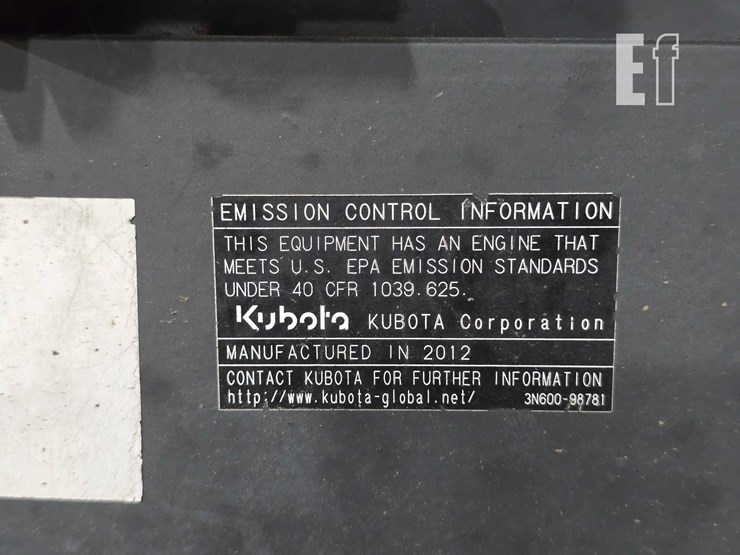 Ef
EMISSION CONTROL INFORMATION
THIS EQUIPMENT HAS AN ENGINE THAT
MEETS U.S. EPA EMISSION STANDARDS
UNDER 40 CFR 1039.625.
Kubota KUBOTA Corporation
MANUFACTURED IN 2012
CONTACT KUBOTA FOR FURTHER INFORMATION
http://www.kubota-global.net/ 3N600-98781